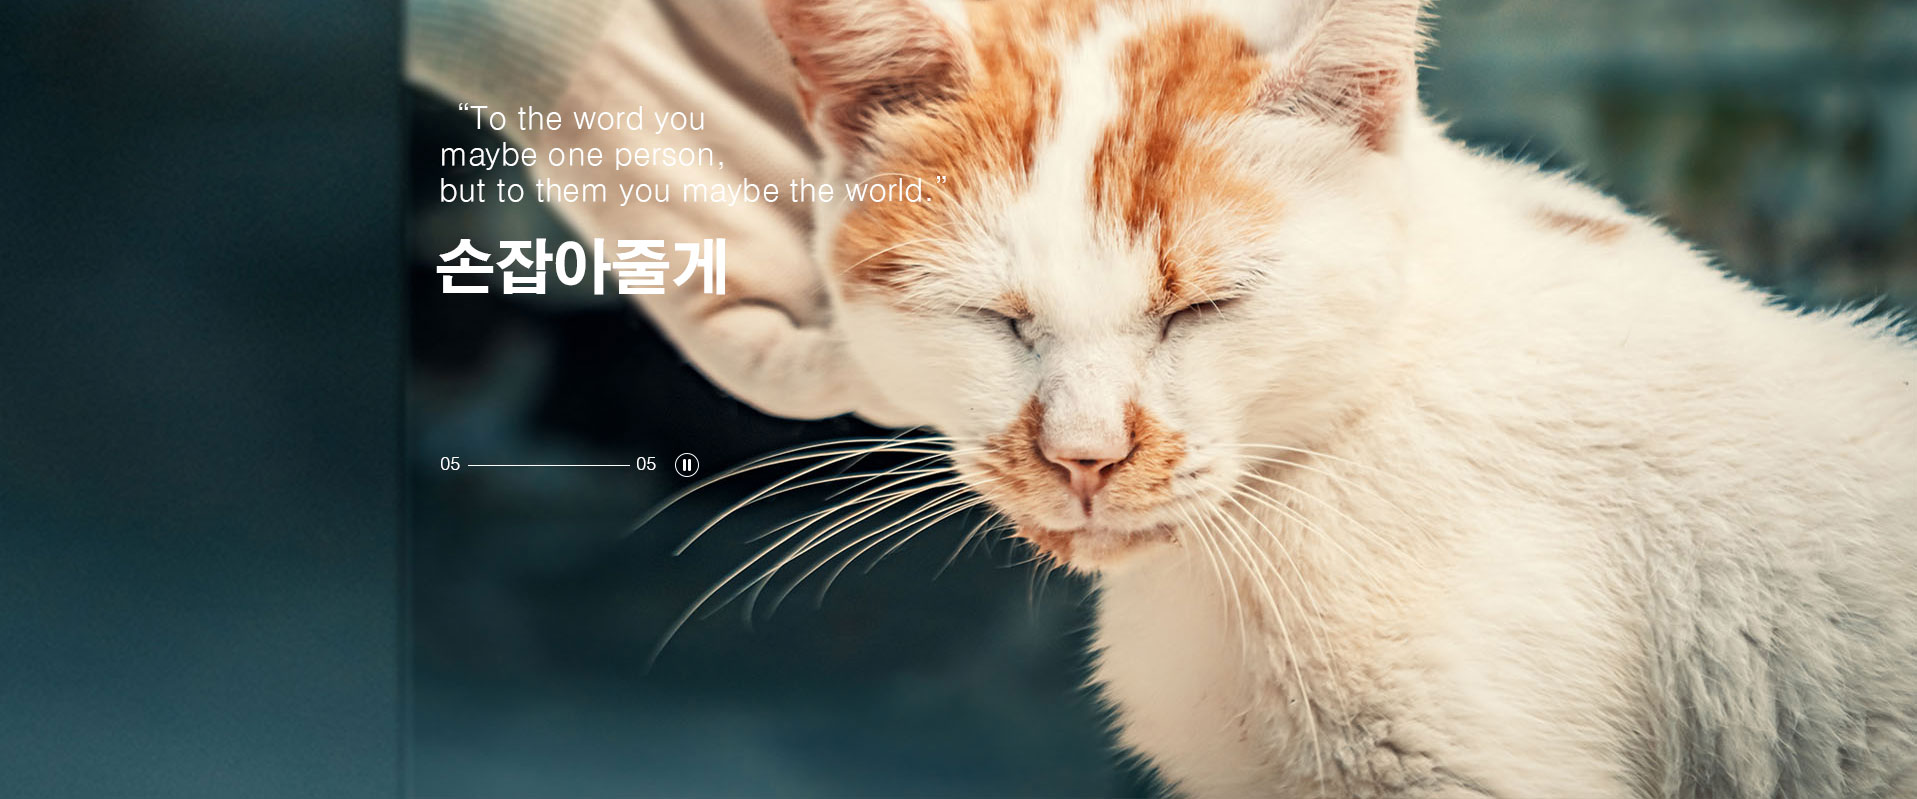 “To the word you
maybe one person,
but to them you maybe the world.”
손잡아줄게
05 05